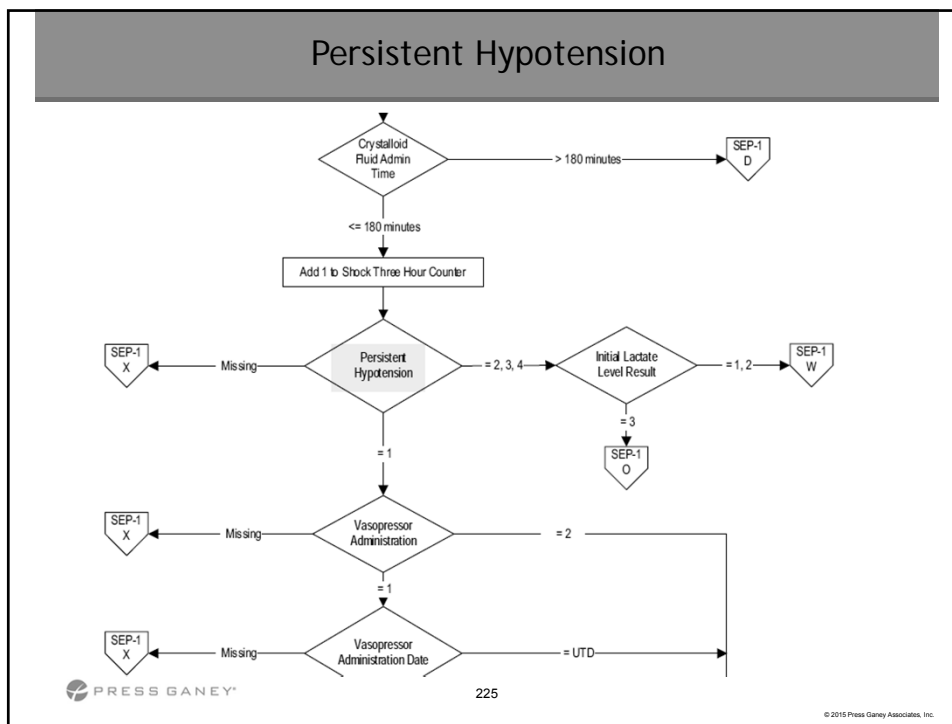 Persistent Hypotension
Crystalloid
Fluid Admin
Time
> 180 minutes
SEP-1
D
<= 180 minutes
Add 1 to Shock Three Hour Counter
SEP-1
X
Missing
Persistent
Hypotension
= 2, 3, 4
Initial Lactate
Level Result
= 1, 2
SEP-1
W
= 3
SEP-1
O
= 1
SEP-1
X
Missing
Vasopressor
Administration
= 2
= 1
SEP-1
X
Missing
Vasopressor
Administration Date
= UTD
PRESS GANEY®
225
© 2015 Press Ganey Associates, Inc.